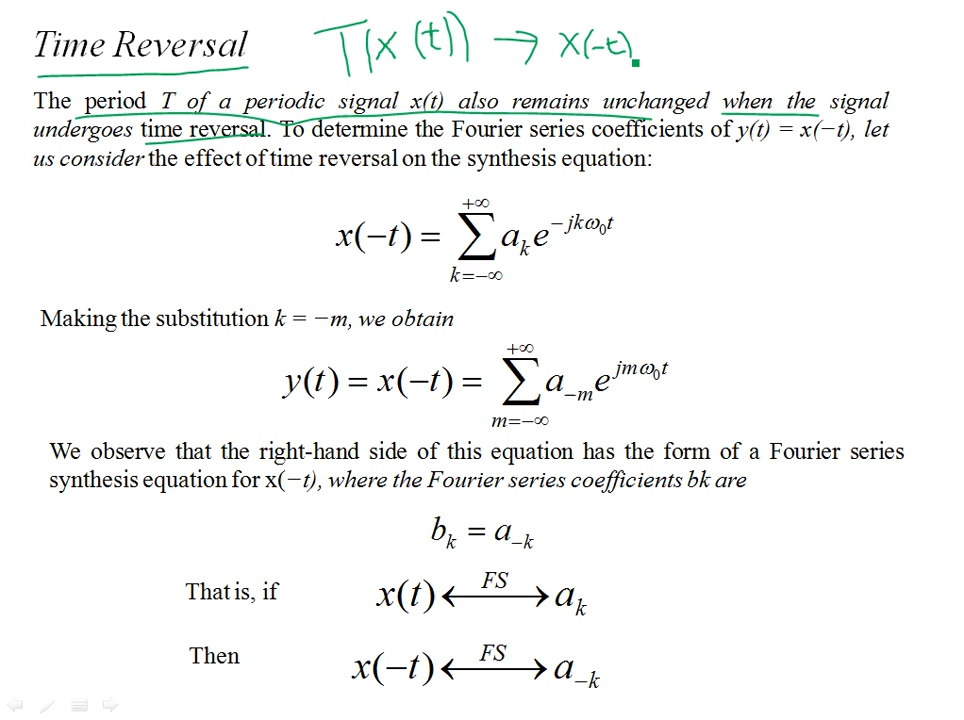 Time Reversal T(x(t)) → x(-t)
The period T of a periodic signal x(t) also remains unchanged when the signal
undergoes time reversal. To determine the Fourier series coefficients of y(t) = x(−t), let
us consider the effect of time reversal on the synthesis equation:
x(−t) = ∑_{k=−∞}^{+∞} a_k e^{−jkω₀t}
Making the substitution k = −m, we obtain
y(t) = x(−t) = ∑_{m=−∞}^{+∞} a_{−m} e^{jmω₀t}
We observe that the right-hand side of this equation has the form of a Fourier series
synthesis equation for x(−t), where the Fourier series coefficients bk are
b_k = a_{−k}
That is, if x(t) ⟷^{FS} a_k
Then x(−t) ⟷^{FS} a_{−k}